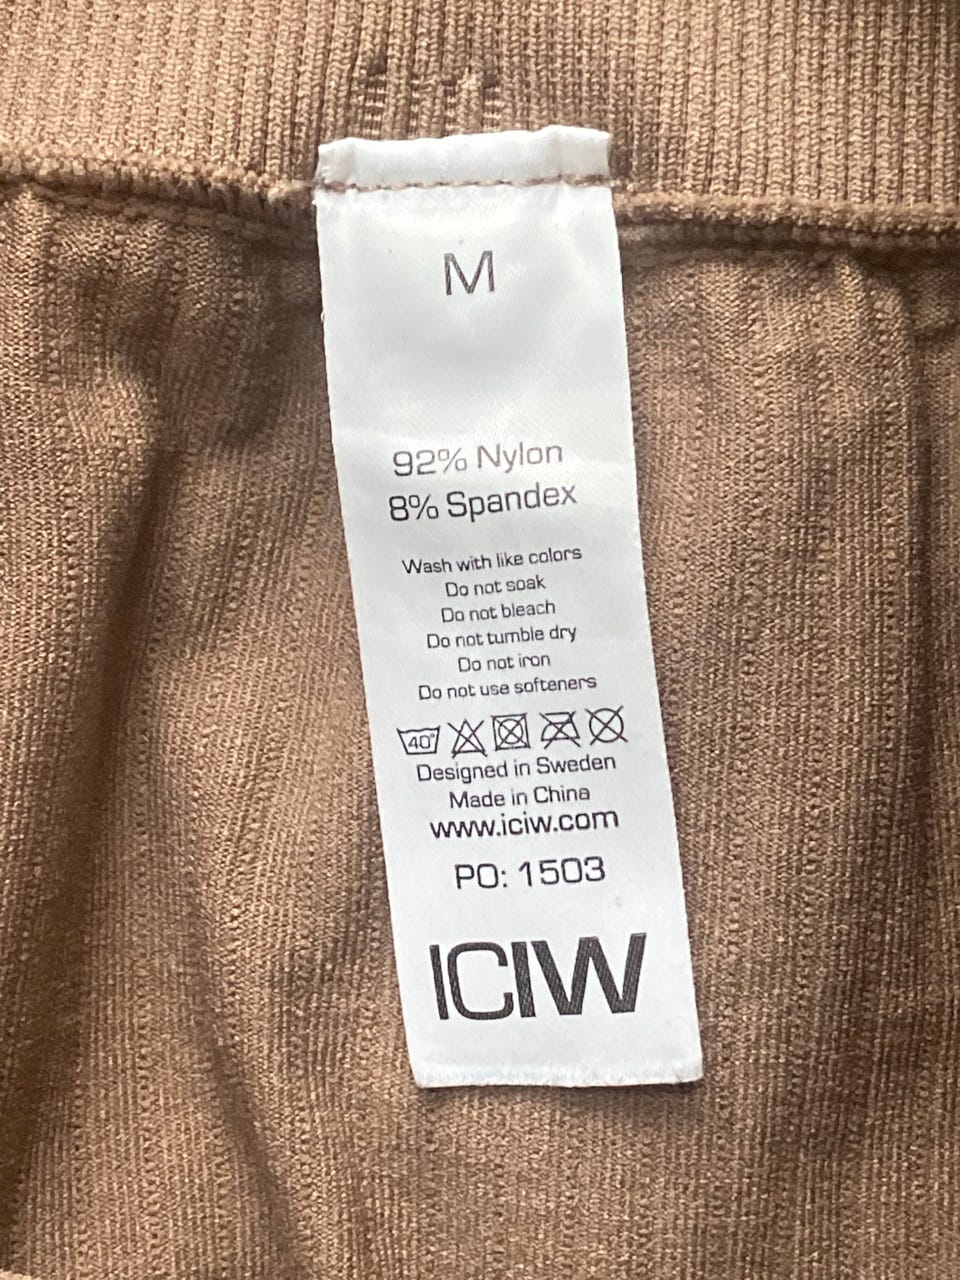 M
92% Nylon
8% Spandex
Wash with like colors
Do not soak
Do not bleach
Do not tumble dry
Do not iron
Do not use softeners
40°
Designed in Sweden
Made in China
www.iciw.com
PO: 1503
ICIW